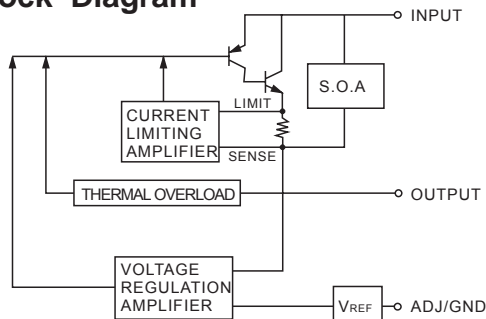 ock Diagram
INPUT
S.O.A
LIMIT
CURRENT
LIMITING
AMPLIFIER
SENSE
THERMAL OVERLOAD
OUTPUT
VOLTAGE
REGULATION
AMPLIFIER
VREF
ADJ/GND